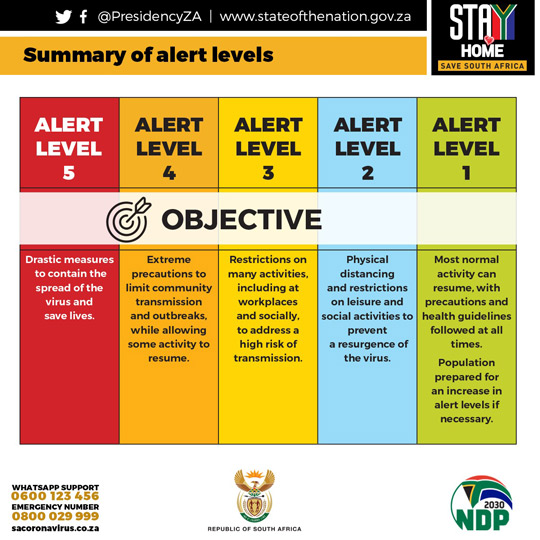 @PresidencyZA | www.stateofthenation.gov.za
STAY
HOME
SAVE SOUTH AFRICA
Summary of alert levels
ALERT
LEVEL
5
ALERT
LEVEL
4
ALERT
LEVEL
3
ALERT
LEVEL
2
ALERT
LEVEL
1
OBJECTIVE
Drastic measures
to contain the
spread of the
virus and
save lives.
Extreme
precautions to
limit community
transmission
and outbreaks,
while allowing
some activity to
resume.
Restrictions on
many activities,
including at
workplaces
and socially,
to address a
high risk of
transmission.
Physical
distancing
and restrictions
on leisure and
social activities to
prevent
a resurgence of
the virus.
Most normal
activity can
resume, with
precautions and
health guidelines
followed at all
times.
Population
prepared for
an increase in
alert levels if
necessary.
WHATSAPP SUPPORT
0600 123 456
EMERGENCY NUMBER
0800 029 999
sacoronavirus.co.za
REPUBLIC OF SOUTH AFRICA
2030
NDP